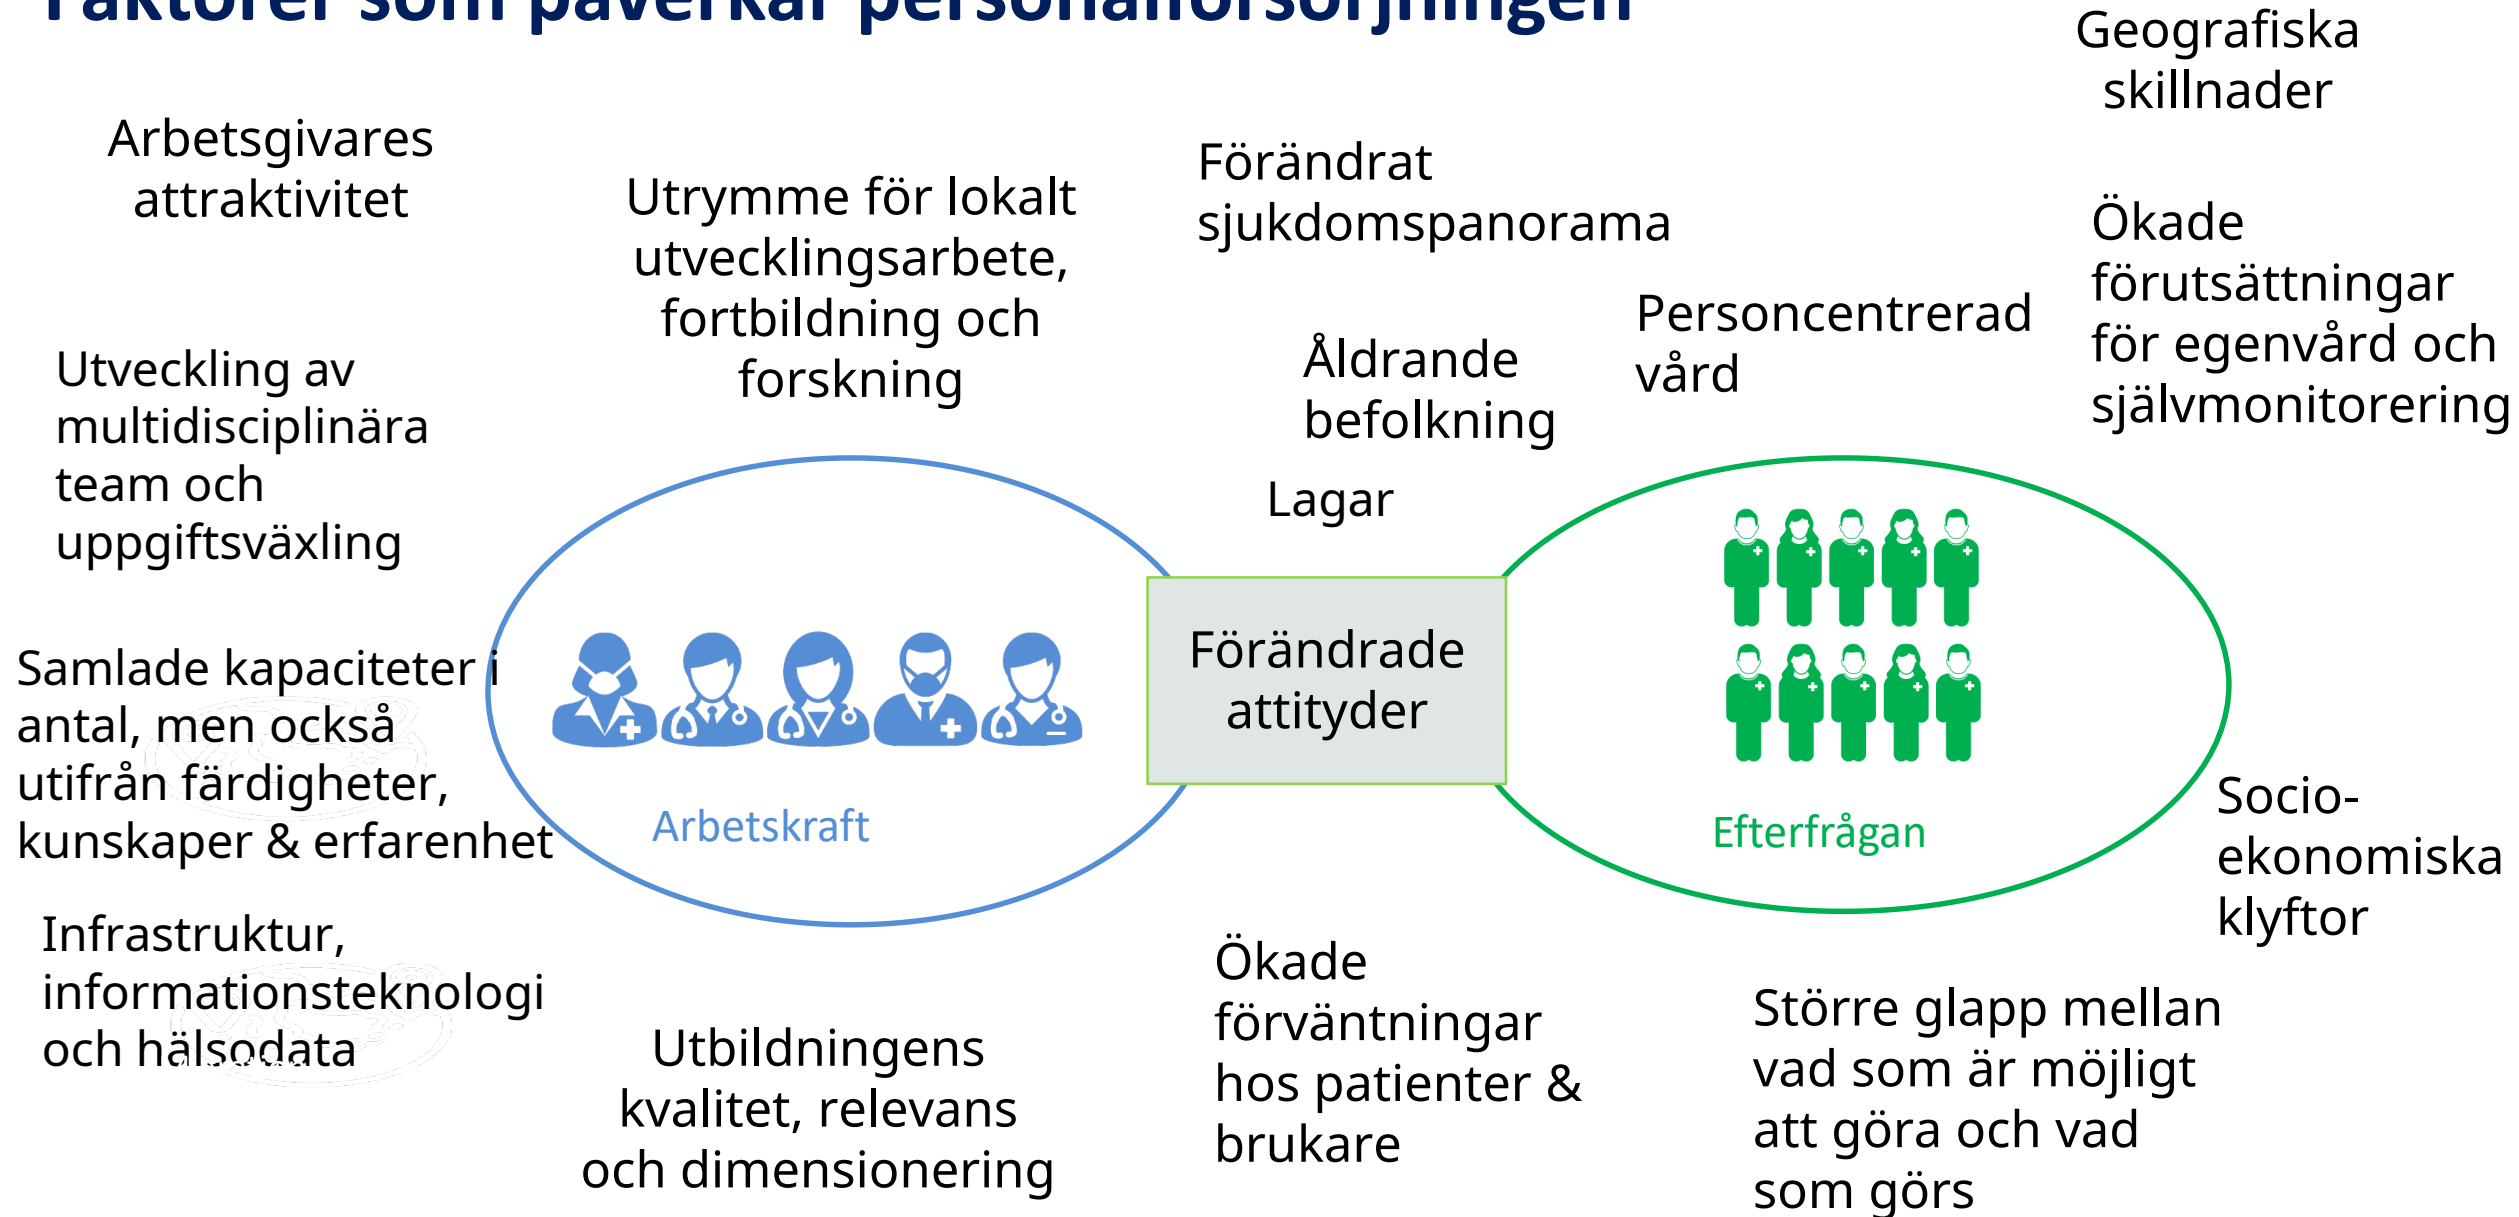 Faktorer som påverkar personalförsörjningen
Geografiska
skillnader
Arbetsgivares
attraktivitet
Utrymme för lokalt
utvecklingsarbete,
fortbildning och
forskning
Förändrat
sjukdomspanorama
Ökade
förutsättningar
för egenvård och
självmonitorering
Personcentrerad
vård
Åldrande
befolkning
Utveckling av
multidisciplinära
team och
uppgiftsväxling
Lagar
Förändrade
attityder
Samlade kapaciteter i
antal, men också
utifrån färdigheter,
kunskaper & erfarenhet
Arbetskraft
Efterfrågan
Socio-
ekonomiska
klyftor
Infrastruktur,
informationsteknologi
och hälsodata
Utbildningens
kvalitet, relevans
och dimensionering
Ökade
förväntningar
hos patienter &
brukare
Större glapp mellan
vad som är möjligt
att göra och vad
som görs